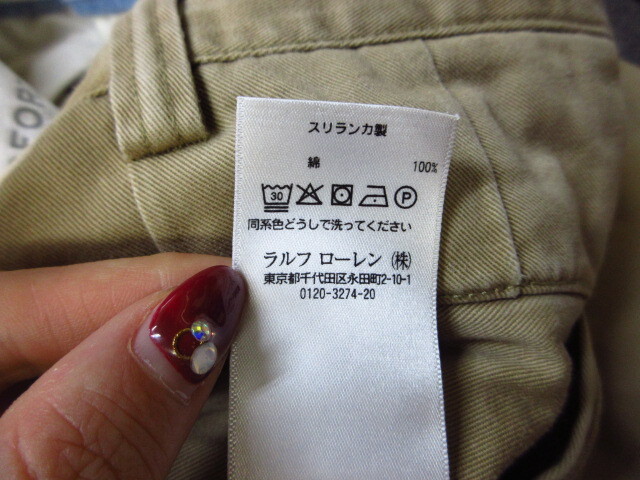 スリランカ製
綿 100%
30 P
同系色どうしで洗ってください
ラルフ ローレン (株)
東京都千代田区永田町2-10-1
0120-3274-20
FOR